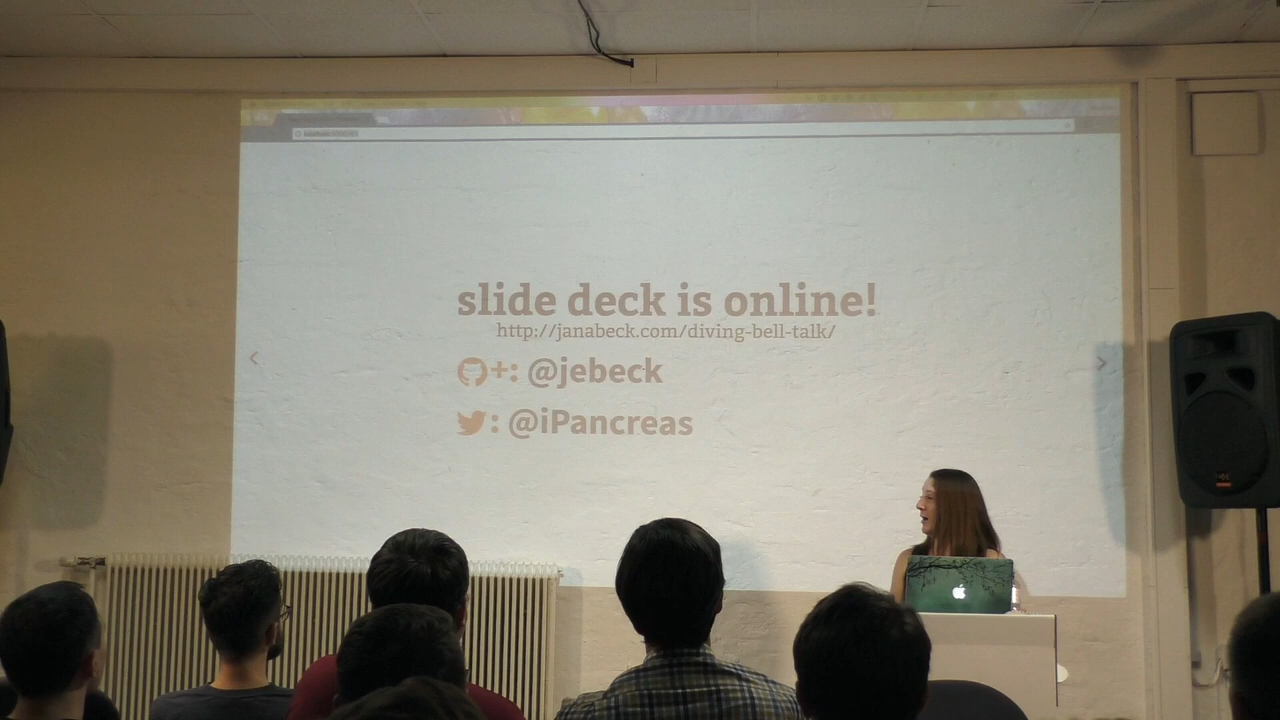 slide deck is online!
http://janabeck.com/diving-bell-talk/
+: @jebeck
: @iPancreas